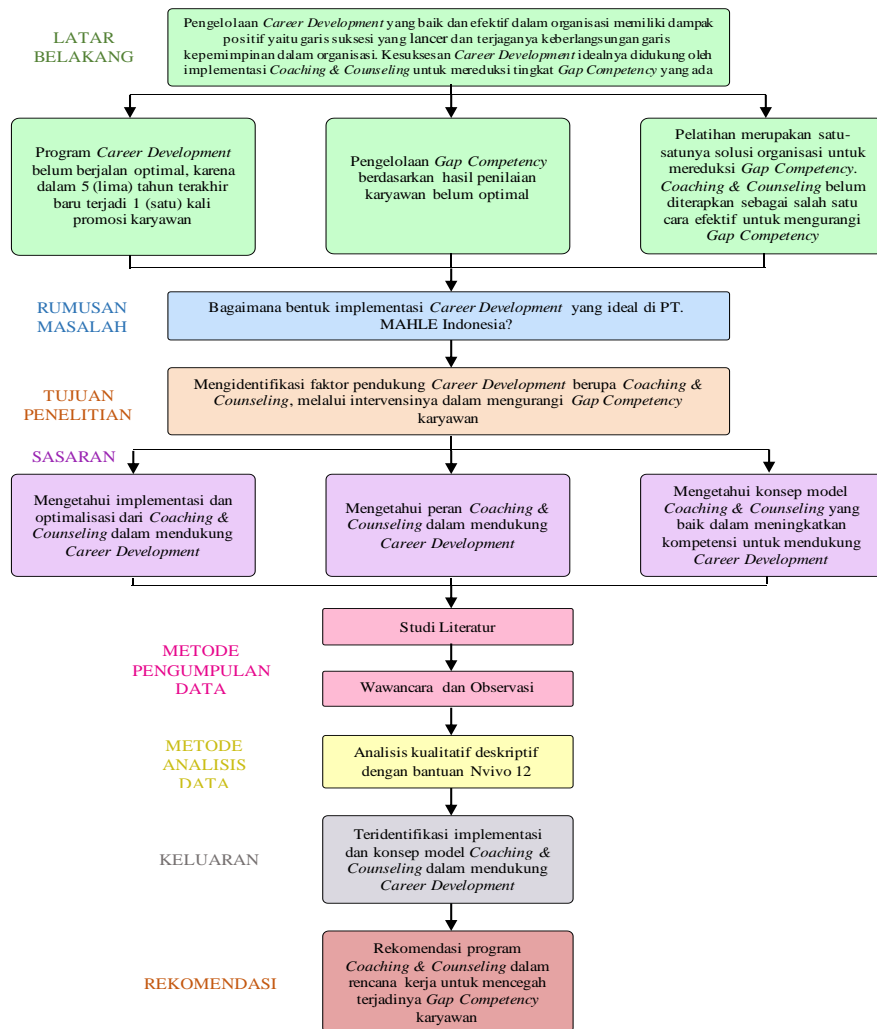 LATAR
BELAKANG
Pengelolaan Career Development yang baik dan efektif dalam organisasi memiliki dampak
positif yaitu garis suksesi yang lancer dan terjaganya keberlangsungan garis
kepemimpinan dalam organisasi. Kesuksesan Career Development idealnya didukung oleh
implementasi Coaching & Counseling untuk mereduksi tingkat Gap Competency yang ada
Program Career Development
belum berjalan optimal, karena
dalam 5 (lima) tahun terakhir
baru terjadi 1 (satu) kali
promosi karyawan
Pengelolaan Gap Competency
berdasarkan hasil penilaian
karyawan belum optimal
Pelatihan merupakan satu-
satunya solusi organisasi untuk
mereduksi Gap Competency.
Coaching & Counseling belum
diterapkan sebagai salah satu
cara efektif untuk mengurangi
Gap Competency
RUMUSAN
MASALAH
Bagaimana bentuk implementasi Career Development yang ideal di PT.
MAHLE Indonesia?
TUJUAN
PENELITIAN
Mengidentifikasi faktor pendukung Career Development berupa Coaching &
Counseling, melalui intervensinya dalam mengurangi Gap Competency
karyawan
SASARAN
Mengetahui implementasi dan
optimalisasi dari Coaching &
Counseling dalam mendukung
Career Development
Mengetahui peran Coaching &
Counseling dalam mendukung
Career Development
Mengetahui konsep model
Coaching & Counseling yang
baik dalam meningkatkan
kompetensi untuk mendukung
Career Development
METODE
PENGUMPULAN
DATA
Studi Literatur
Wawancara dan Observasi
METODE
ANALISIS
DATA
Analisis kualitatif deskriptif
dengan bantuan Nvivo 12
KELUARAN
Teridentifikasi implementasi
dan konsep model Coaching &
Counseling dalam mendukung
Career Development
REKOMENDASI
Rekomendasi program
Coaching & Counseling dalam
rencana kerja untuk mencegah
terjadinya Gap Competency
karyawan